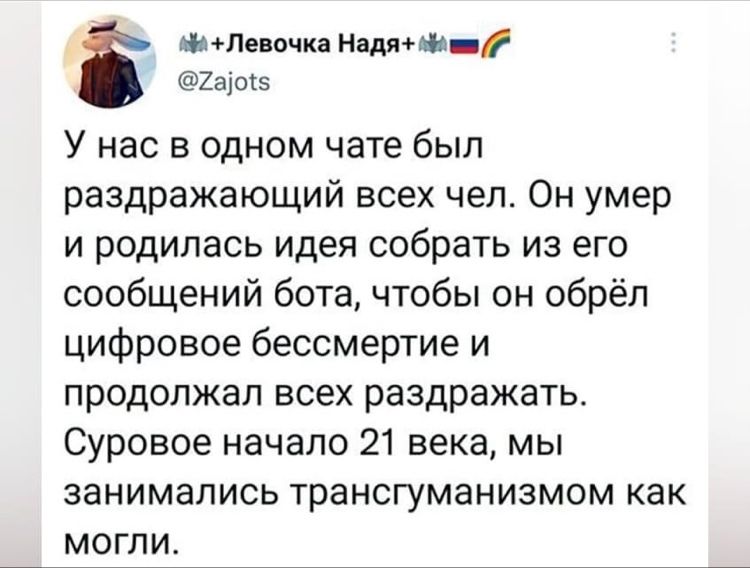 🦇+Левочка Надя+🦇🇷🇺🌈
@Zajots
У нас в одном чате был
раздражающий всех чел. Он умер
и родилась идея собрать из его
сообщений бота, чтобы он обрёл
цифровое бессмертие и
продолжал всех раздражать.
Суровое начало 21 века, мы
занимались трансгуманизмом как
могли.